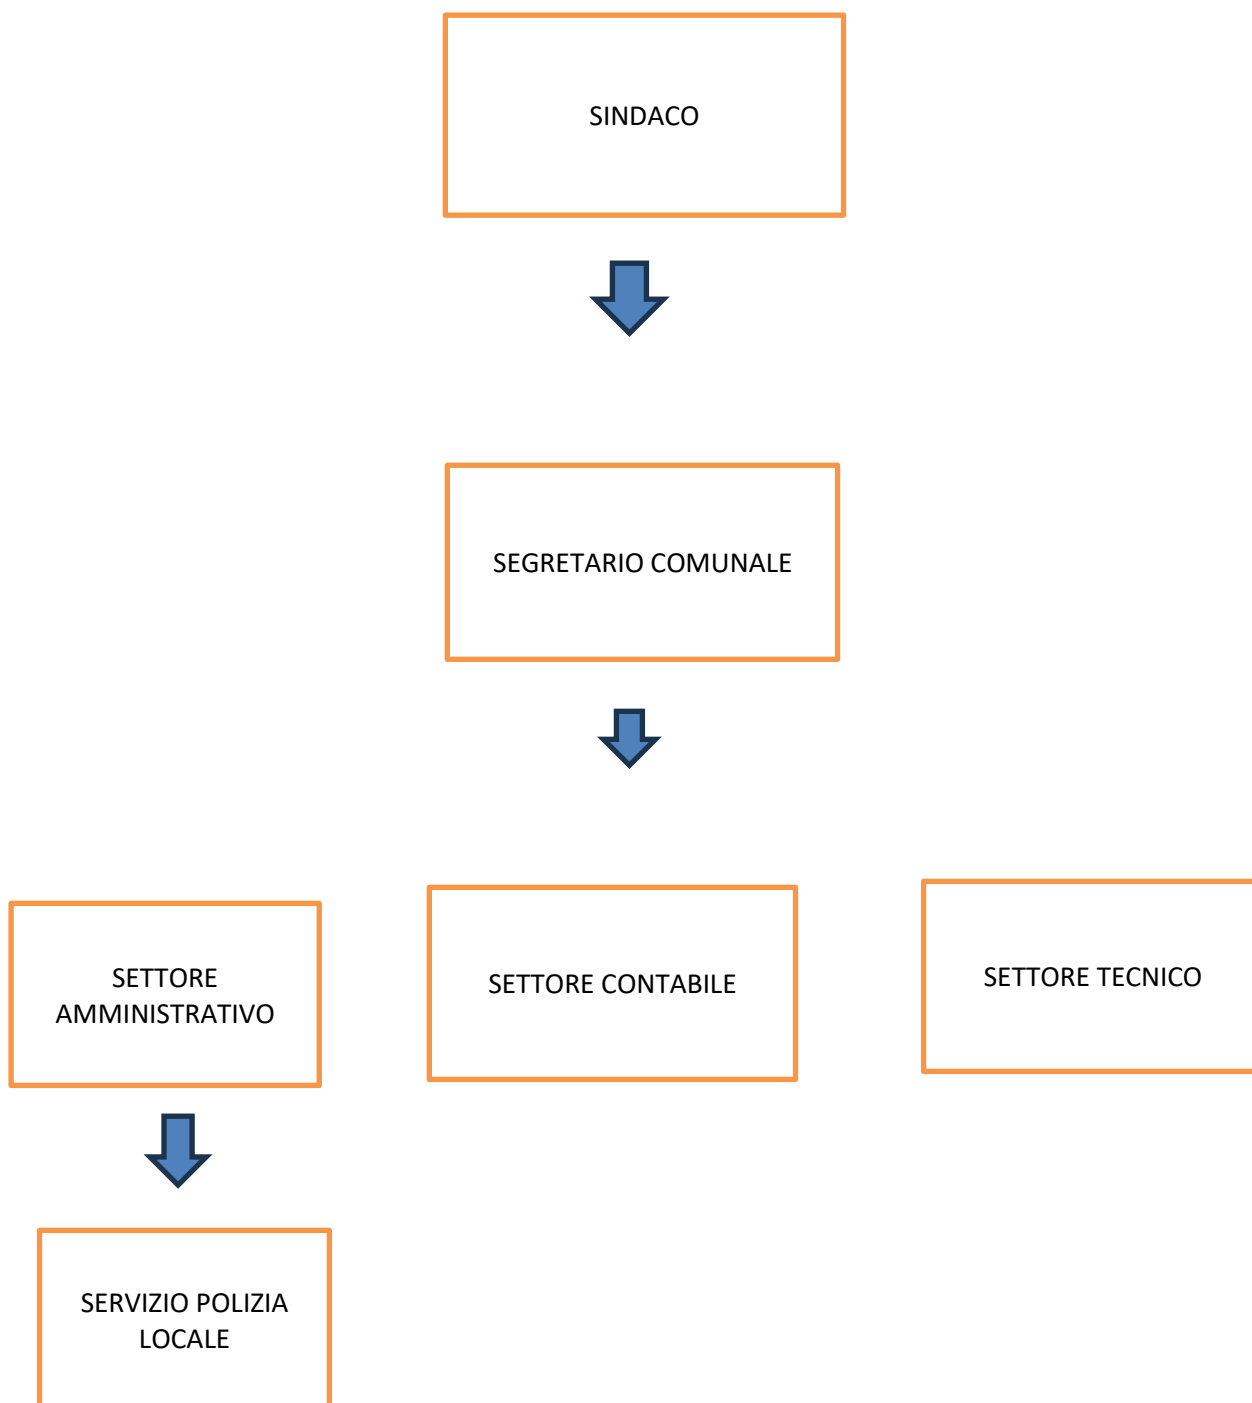 SINDACO
SEGRETARIO COMUNALE
SETTORE
AMMINISTRATIVO
SETTORE CONTABILE
SETTORE TECNICO
SERVIZIO POLIZIA
LOCALE